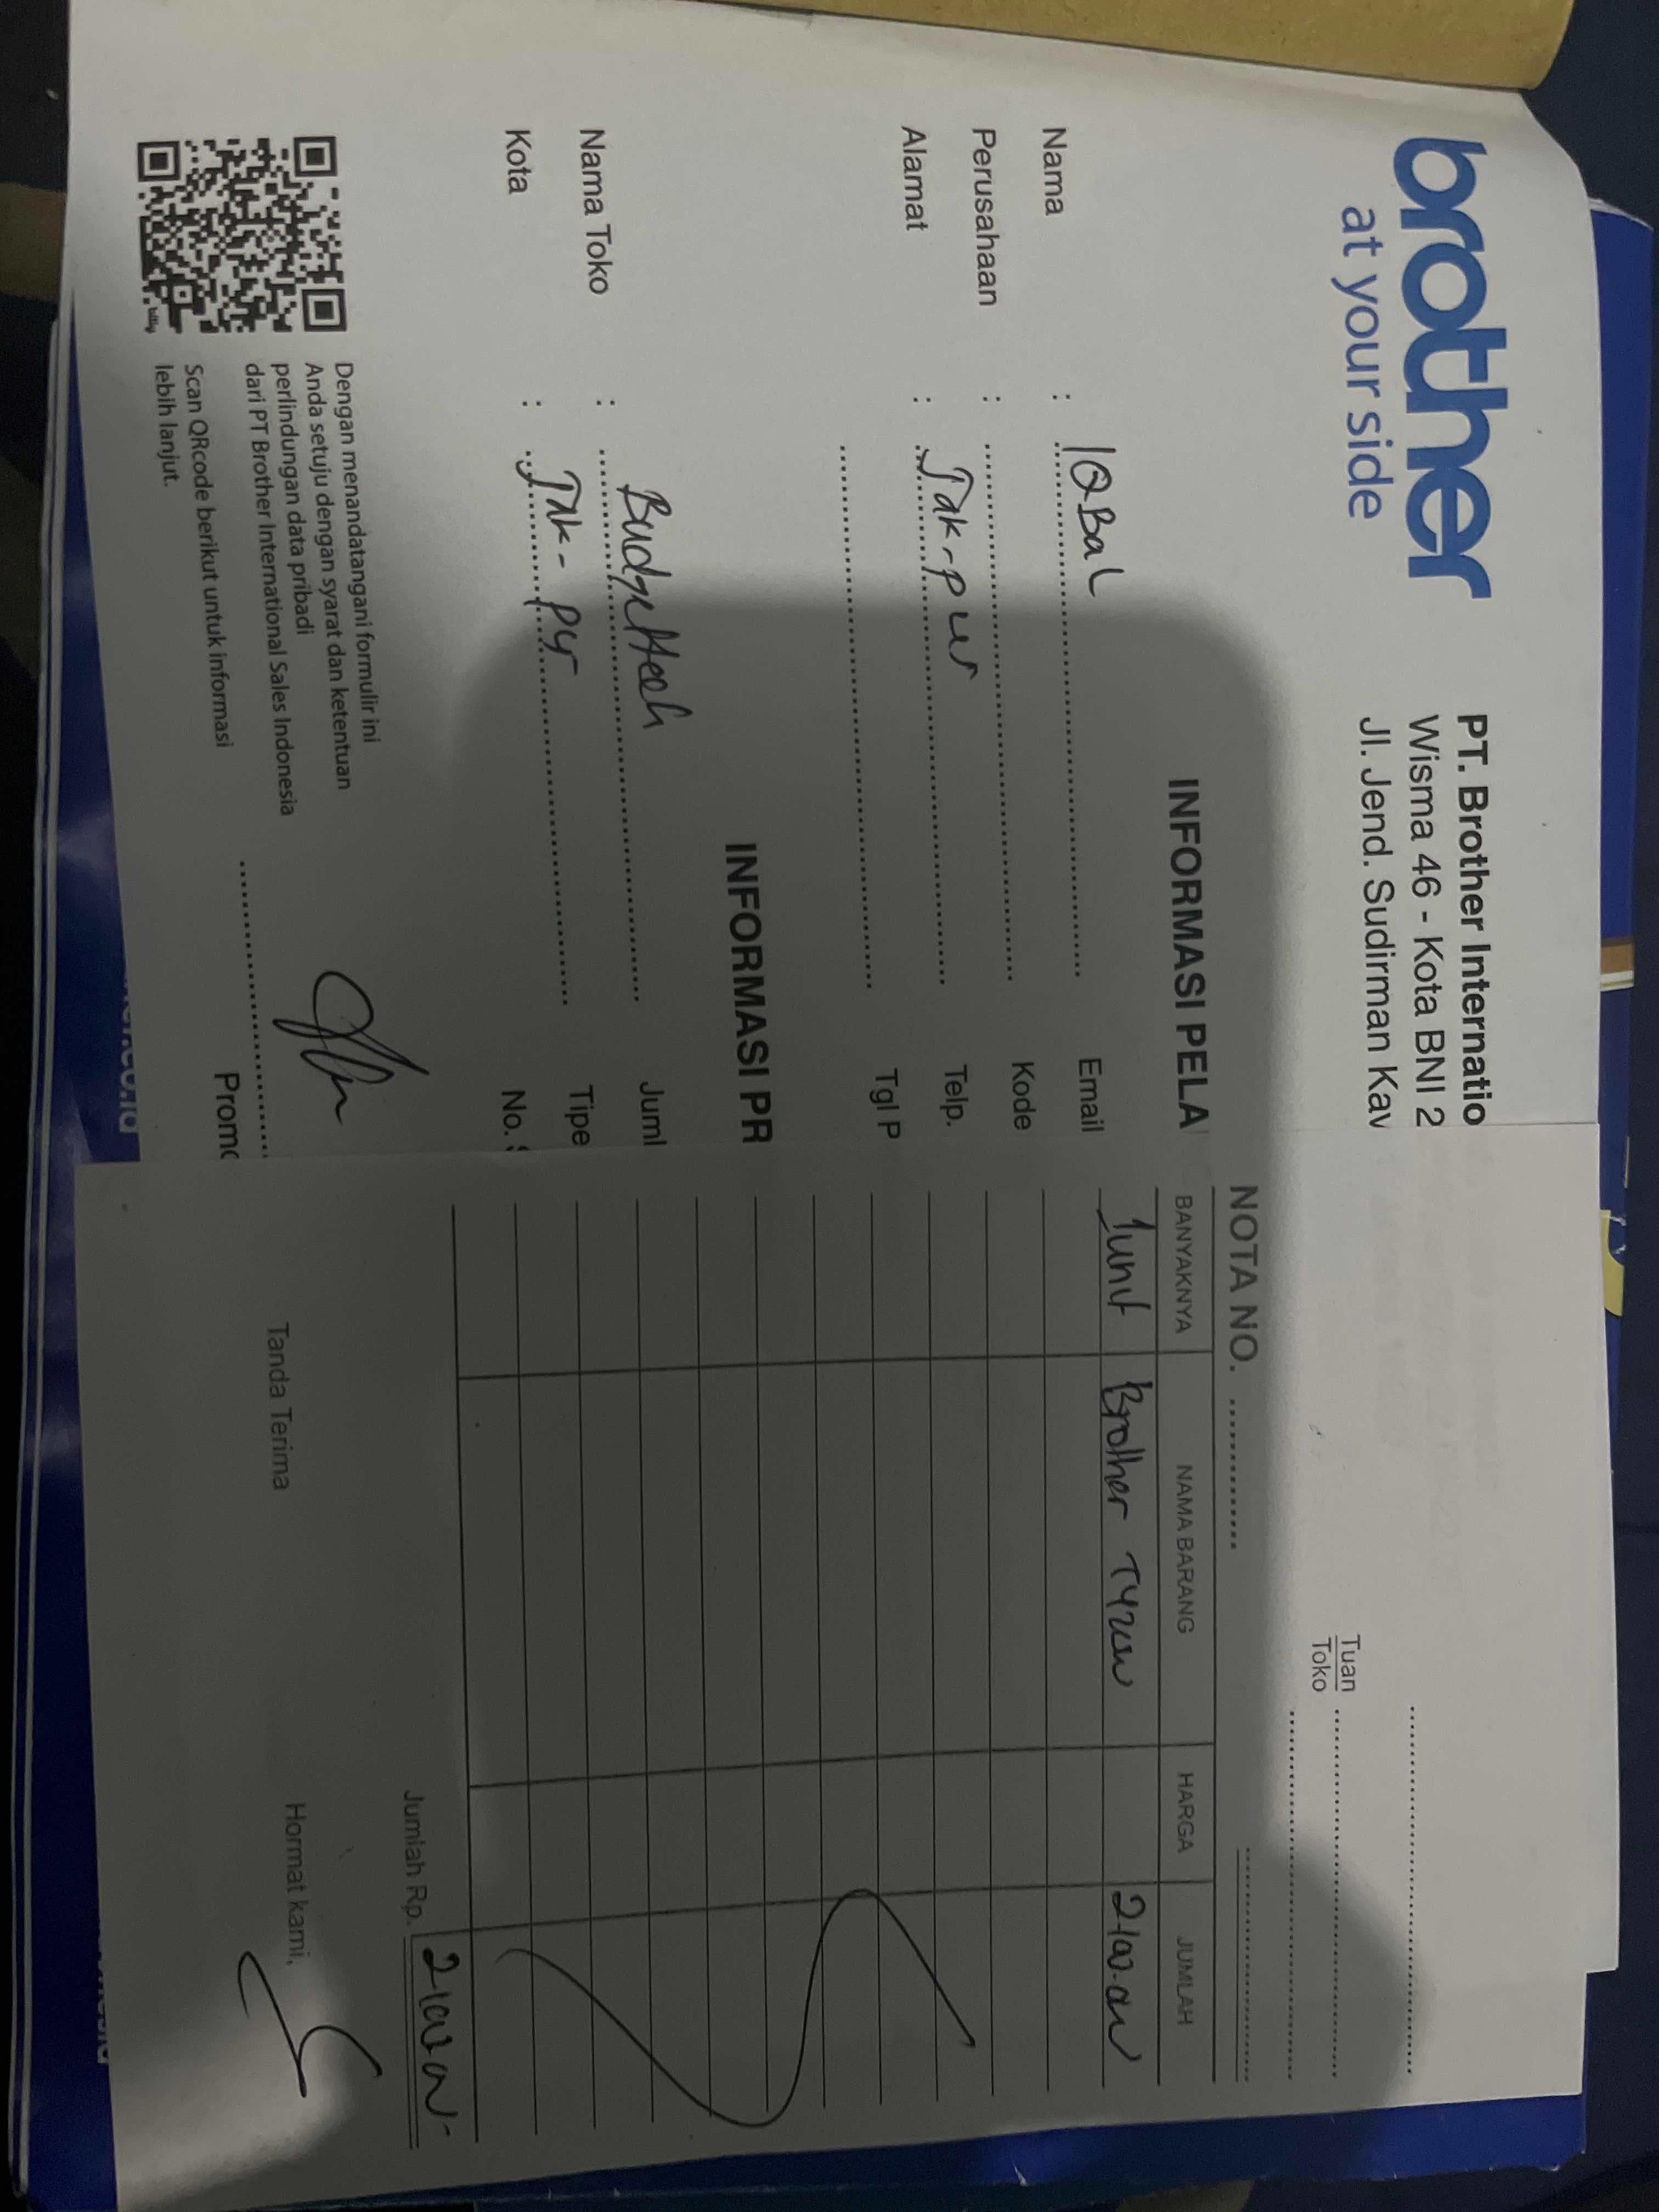 brother
at your side
PT. Brother Internatio
Wisma 46 - Kota BNI 2
Jl. Jend. Sudirman Kav
INFORMASI PELA
Nama : IQBal
Email
Perusahaan :
Kode
Alamat : Jak-pur
Telp.
Tgl P
INFORMASI PR
Nama Toko : Budgettech
Juml
Kota : Jak-
Tipe
No.
Dengan menandatangani formulir ini
Anda setuju dengan syarat dan ketentuan
perlindungan data pribadi
dari PT Brother International Sales Indonesia
Scan QRcode berikut untuk informasi
lebih lanjut.
Promo
Tuan
Toko
NOTA NO.
BANYAKNYA NAMA BARANG HARGA JUMLAH
1 unit Brother
Jumlah Rp.
Tanda Terima
Hormat kami,